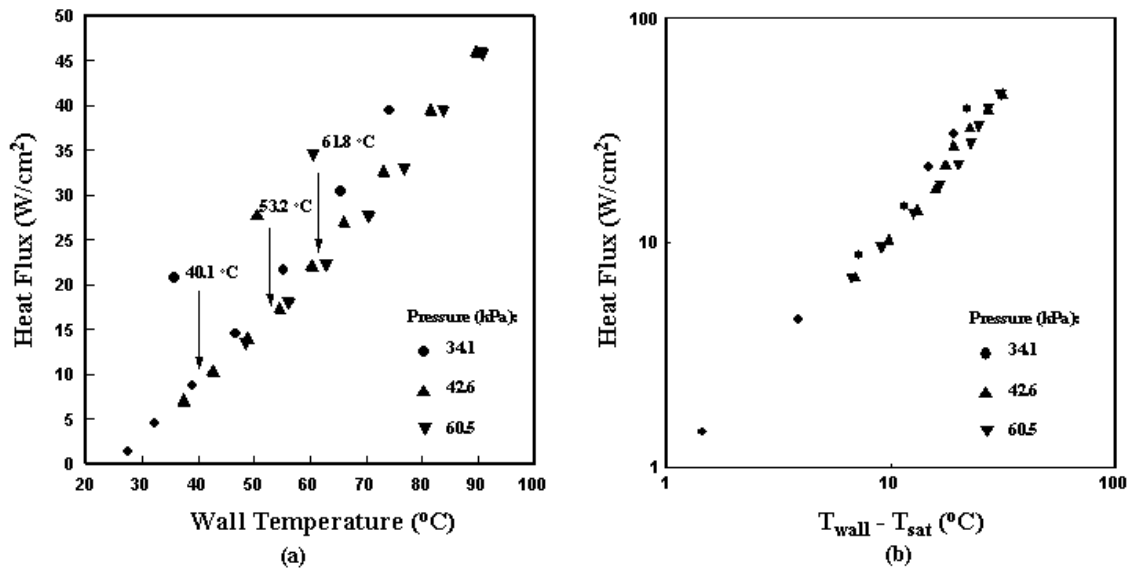 50
45
40
35
30
25
20
15
10
5
0
Heat Flux (W/cm²)
61.8 °C
53.2 °C
40.1 °C
Pressure (kPa):
34.1
42.6
60.5
20 30 40 50 60 70 80 90 100
Wall Temperature (°C)
(a)
100
10
1
Heat Flux (W/cm²)
Pressure (kPa):
34.1
42.6
60.5
1 10 100
T_wall - T_sat (°C)
(b)